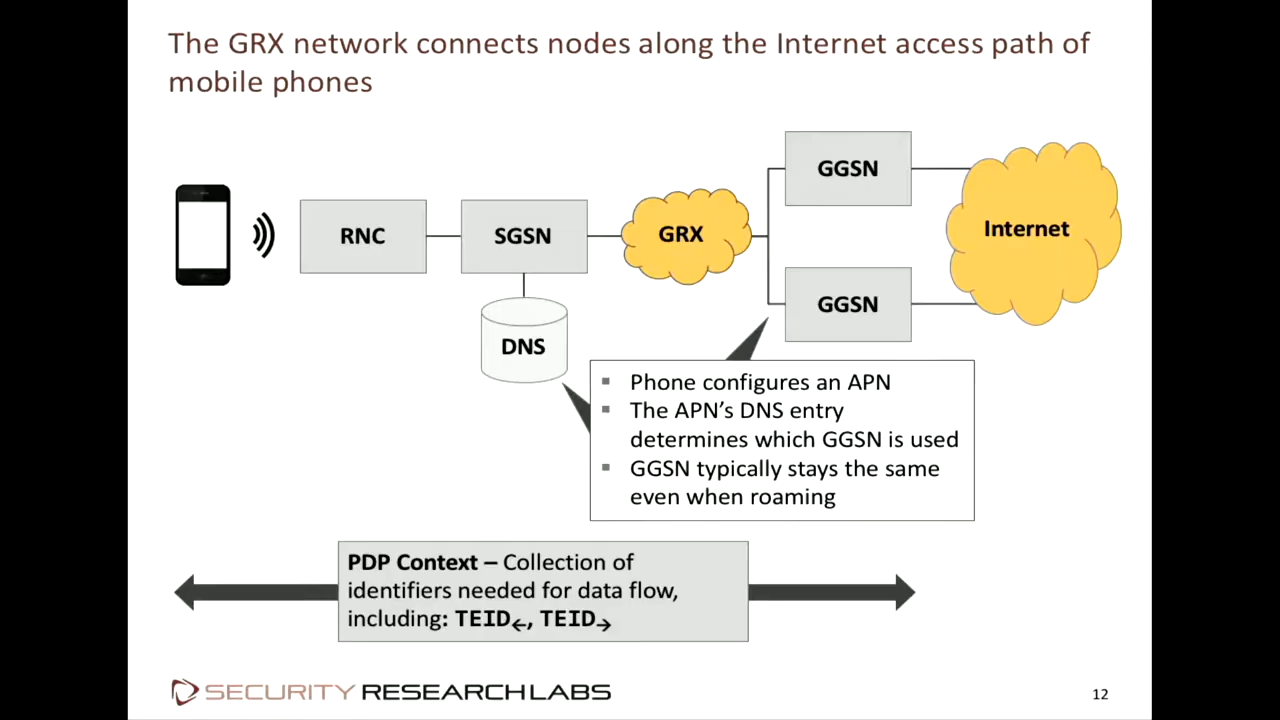 The GRX network connects nodes along the Internet access path of
mobile phones
RNC
SGSN
GRX
GGSN
GGSN
Internet
DNS
▪ Phone configures an APN
▪ The APN’s DNS entry
determines which GGSN is used
▪ GGSN typically stays the same
even when roaming
PDP Context – Collection of
identifiers needed for data flow,
including: TEID←, TEID→
SECURITY RESEARCH LABS
12